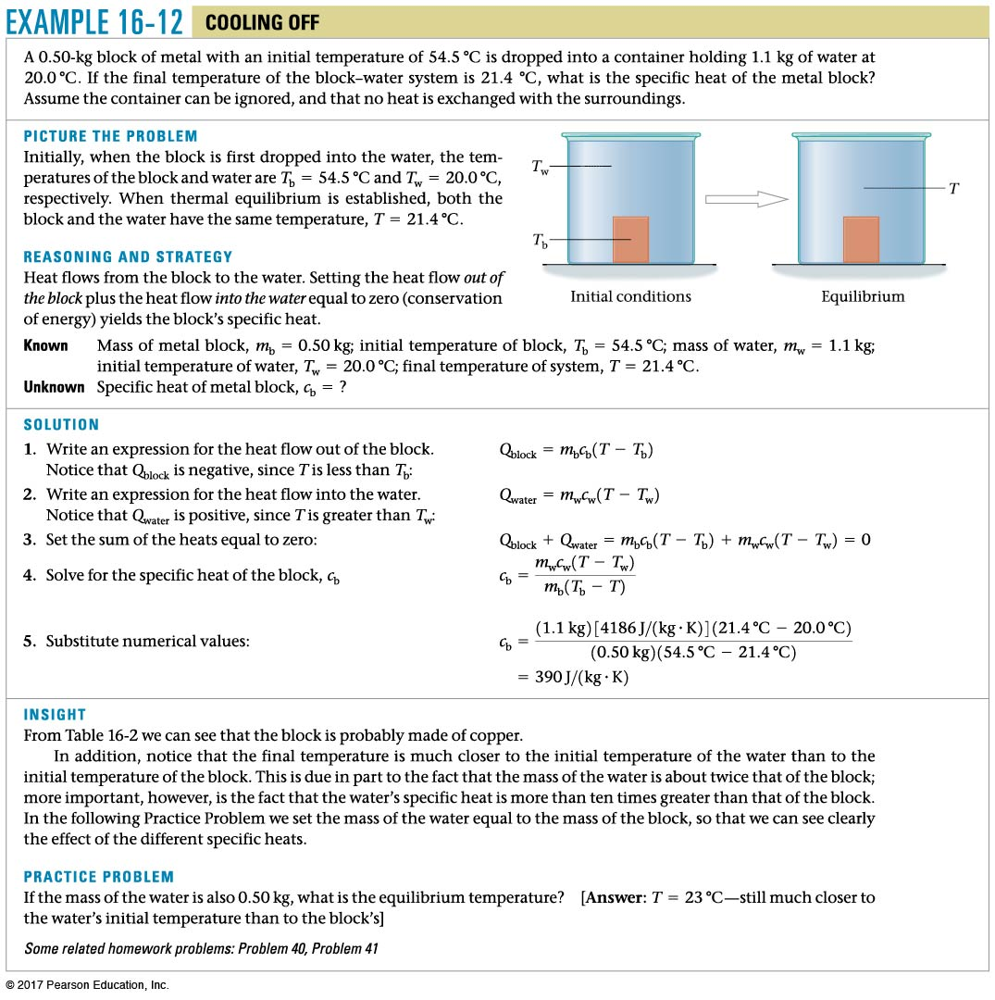 EXAMPLE 16–12 COOLING OFF
A 0.50-kg block of metal with an initial temperature of 54.5 °C is dropped into a container holding 1.1 kg of water at
20.0 °C. If the final temperature of the block–water system is 21.4 °C, what is the specific heat of the metal block?
Assume the container can be ignored, and that no heat is exchanged with the surroundings.
PICTURE THE PROBLEM
Initially, when the block is first dropped into the water, the tem-
peratures of the block and water are T_b = 54.5 °C and T_w = 20.0 °C,
respectively. When thermal equilibrium is established, both the
block and the water have the same temperature, T = 21.4 °C.
T_w
T_b
T
Initial conditions
Equilibrium
REASONING AND STRATEGY
Heat flows from the block to the water. Setting the heat flow out of
the block plus the heat flow into the water equal to zero (conservation
of energy) yields the block's specific heat.
Known Mass of metal block, m_b = 0.50 kg; initial temperature of block, T_b = 54.5 °C; mass of water, m_w = 1.1 kg;
initial temperature of water, T_w = 20.0 °C; final temperature of system, T = 21.4 °C.
Unknown Specific heat of metal block, c_b = ?
SOLUTION
1. Write an expression for the heat flow out of the block.
Notice that Q_block is negative, since T is less than T_b:
Q_block = m_b c_b(T − T_b)
2. Write an expression for the heat flow into the water.
Notice that Q_water is positive, since T is greater than T_w:
Q_water = m_w c_w(T − T_w)
3. Set the sum of the heats equal to zero:
Q_block + Q_water = m_b c_b(T − T_b) + m_w c_w(T − T_w) = 0
4. Solve for the specific heat of the block, c_b
c_b = m_w c_w(T − T_w) / m_b(T_b − T)
5. Substitute numerical values:
c_b = (1.1 kg)[4186 J/(kg · K)](21.4 °C − 20.0 °C) / (0.50 kg)(54.5 °C − 21.4 °C)
= 390 J/(kg · K)
INSIGHT
From Table 16-2 we can see that the block is probably made of copper.
In addition, notice that the final temperature is much closer to the initial temperature of the water than to the
initial temperature of the block. This is due in part to the fact that the mass of the water is about twice that of the block;
more important, however, is the fact that the water's specific heat is more than ten times greater than that of the block.
In the following Practice Problem we set the mass of the water equal to the mass of the block, so that we can see clearly
the effect of the different specific heats.
PRACTICE PROBLEM
If the mass of the water is also 0.50 kg, what is the equilibrium temperature? [Answer: T = 23 °C—still much closer to
the water's initial temperature than to the block's]
Some related homework problems: Problem 40, Problem 41
© 2017 Pearson Education, Inc.